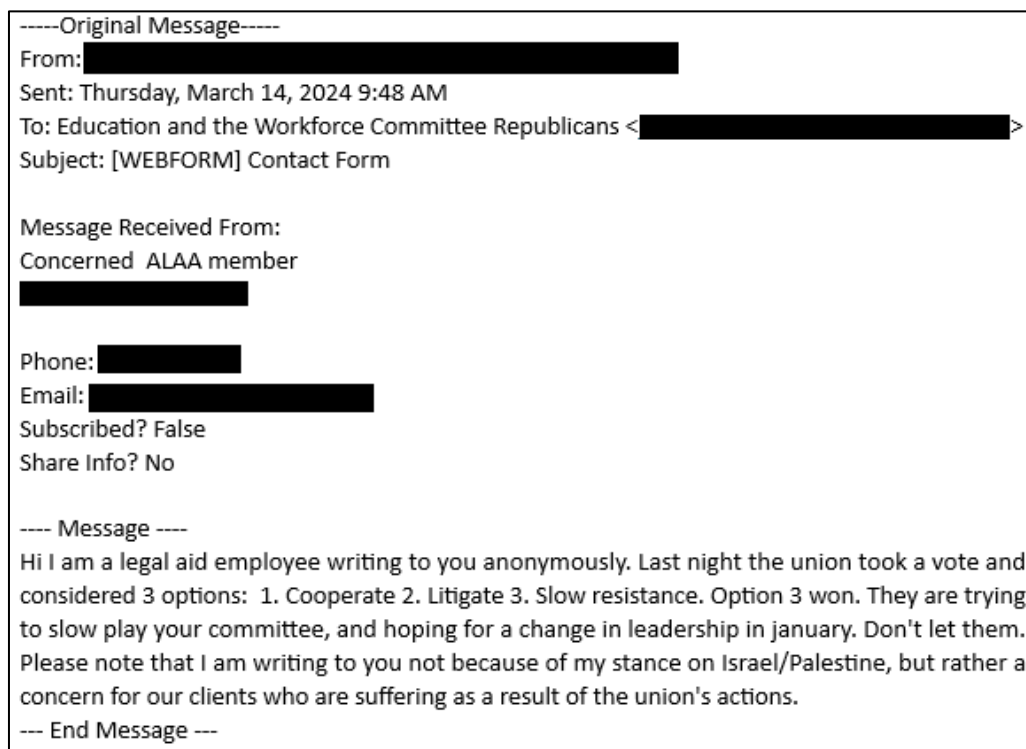 -----Original Message-----
From:
Sent: Thursday, March 14, 2024 9:48 AM
To: Education and the Workforce Committee Republicans < >
Subject: [WEBFORM] Contact Form
Message Received From:
Concerned  ALAA member
Phone:
Email:
Subscribed? False
Share Info? No
---- Message ----
Hi I am a legal aid employee writing to you anonymously. Last night the union took a vote and
considered 3 options:  1. Cooperate 2. Litigate 3. Slow resistance. Option 3 won. They are trying
to slow play your committee, and hoping for a change in leadership in january. Don't let them.
Please note that I am writing to you not because of my stance on Israel/Palestine, but rather a
concern for our clients who are suffering as a result of the union's actions.
--- End Message ---